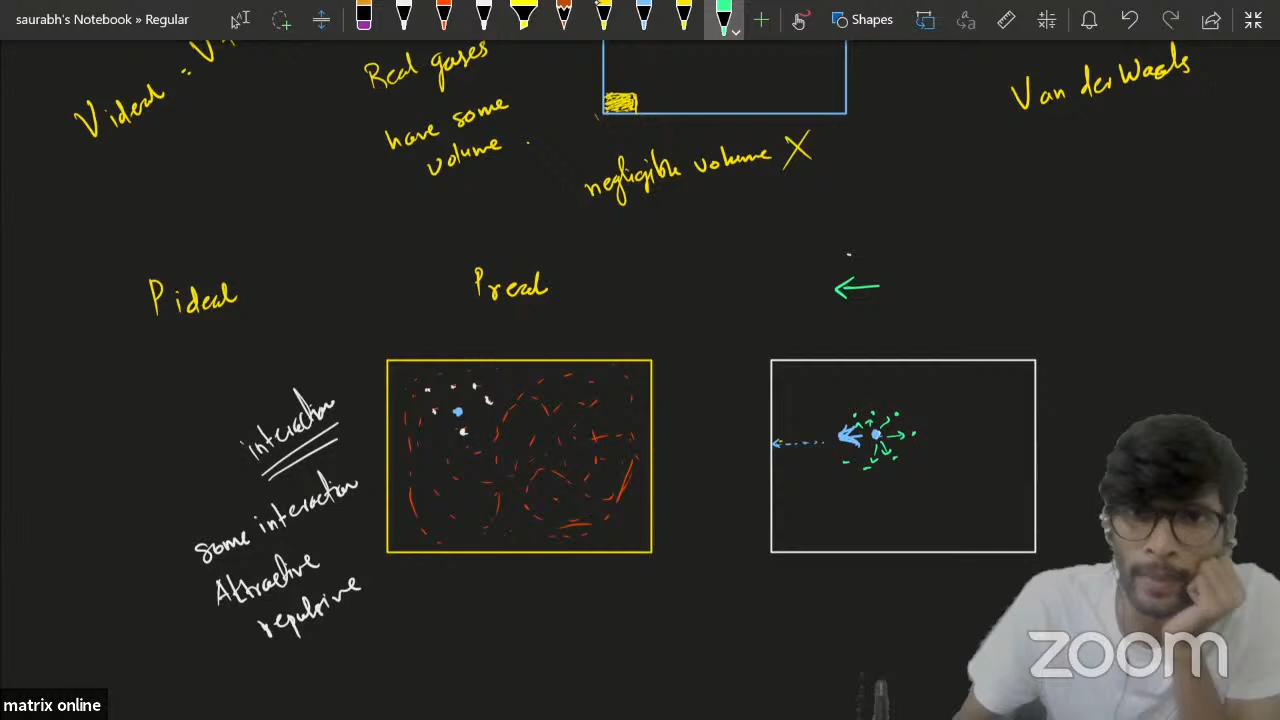 saurabh's Notebook » Regular
Shapes
V ideal = V
Real gases
have some
volume
negligible volume X
Van der Waals
P ideal
P real
interaction
some interaction
Attractive
repulsive
zoom
matrix online